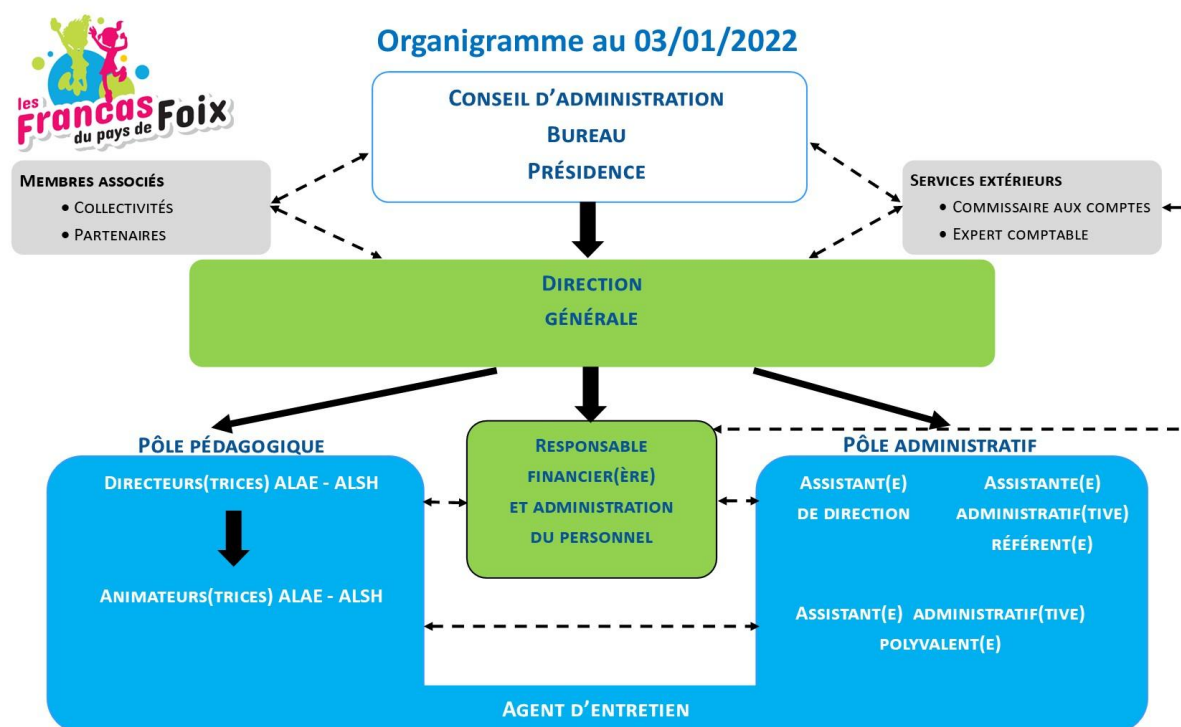 Organigramme au 03/01/2022
les
Francas
du pays de Foix
CONSEIL D'ADMINISTRATION
BUREAU
PRÉSIDENCE
MEMBRES ASSOCIÉS
• COLLECTIVITÉS
• PARTENAIRES
SERVICES EXTÉRIEURS
• COMMISSAIRE AUX COMPTES
• EXPERT COMPTABLE
DIRECTION
GÉNÉRALE
PÔLE PÉDAGOGIQUE
DIRECTEURS(TRICES) ALAE - ALSH
ANIMATEURS(TRICES) ALAE - ALSH
RESPONSABLE
FINANCIER(ÈRE)
ET ADMINISTRATION
DU PERSONNEL
PÔLE ADMINISTRATIF
ASSISTANT(E)
DE DIRECTION
ASSISTANTE(E)
ADMINISTRATIF(TIVE)
RÉFÉRENT(E)
ASSISTANT(E) ADMINISTRATIF(TIVE)
POLYVALENT(E)
AGENT D'ENTRETIEN